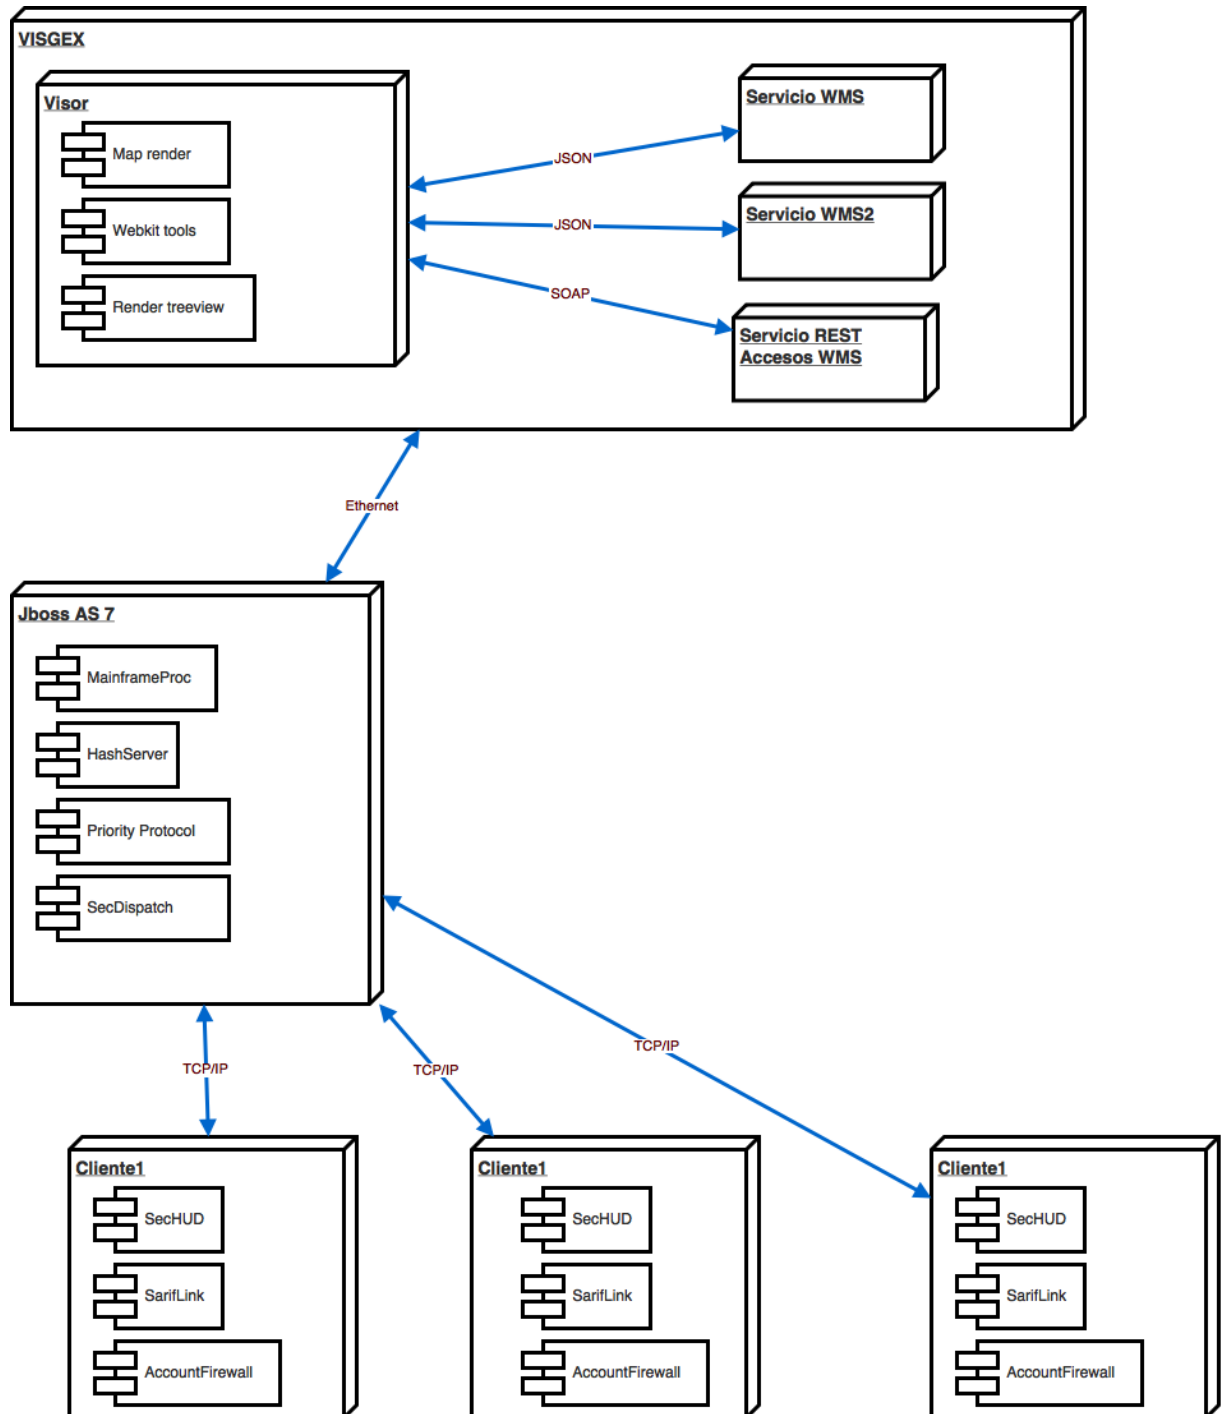 VISGEX
Visor
Map render
Webkit tools
Render treeview
Servicio WMS
JSON
Servicio WMS2
JSON
SOAP
Servicio REST
Accesos WMS
Ethernet
Jboss AS 7
MainframeProc
HashServer
Priority Protocol
SecDispatch
TCP/IP
TCP/IP
TCP/IP
Cliente1
SecHUD
SarifLink
AccountFirewall
Cliente1
SecHUD
SarifLink
AccountFirewall
Cliente1
SecHUD
SarifLink
AccountFirewall